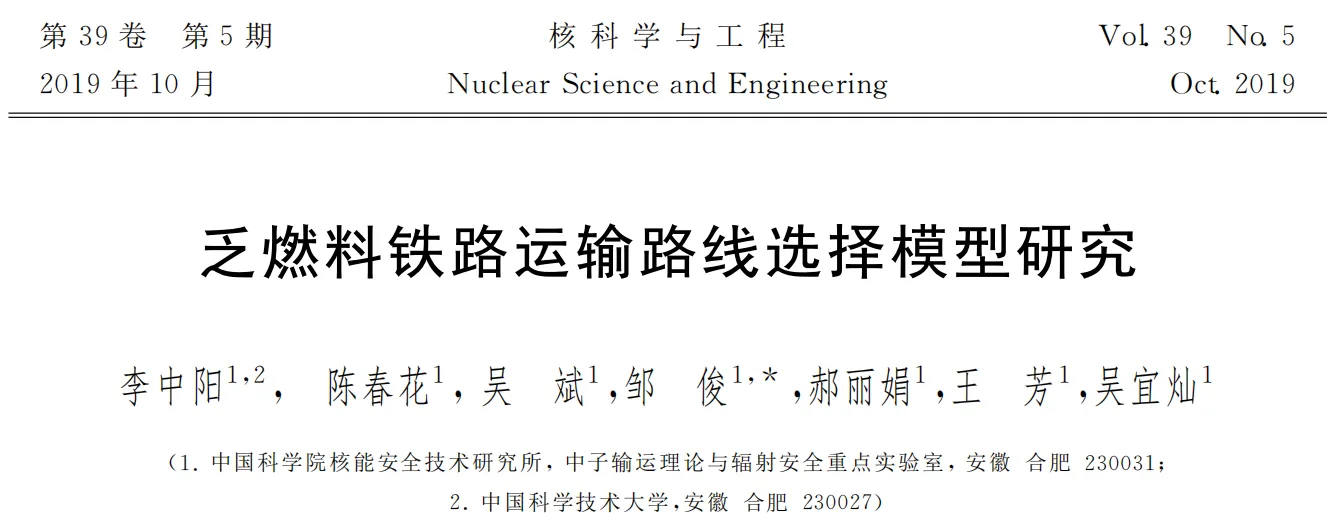 第 39 卷 第 5 期 核 科 学 与 工 程 Vol. 39 No. 5
2019 年 10 月 Nuclear Science and Engineering Oct. 2019
乏燃料铁路运输路线选择模型研究
李中阳1,2, 陈春花1,吴 斌1,邹 俊1,*,郝丽娟1,王 芳1,吴宜灿1
(1. 中国科学院核能安全技术研究所, 中子输运理论与辐射安全重点实验室, 安徽 合肥 230031;
2. 中国科学技术大学,安徽 合肥 230027)